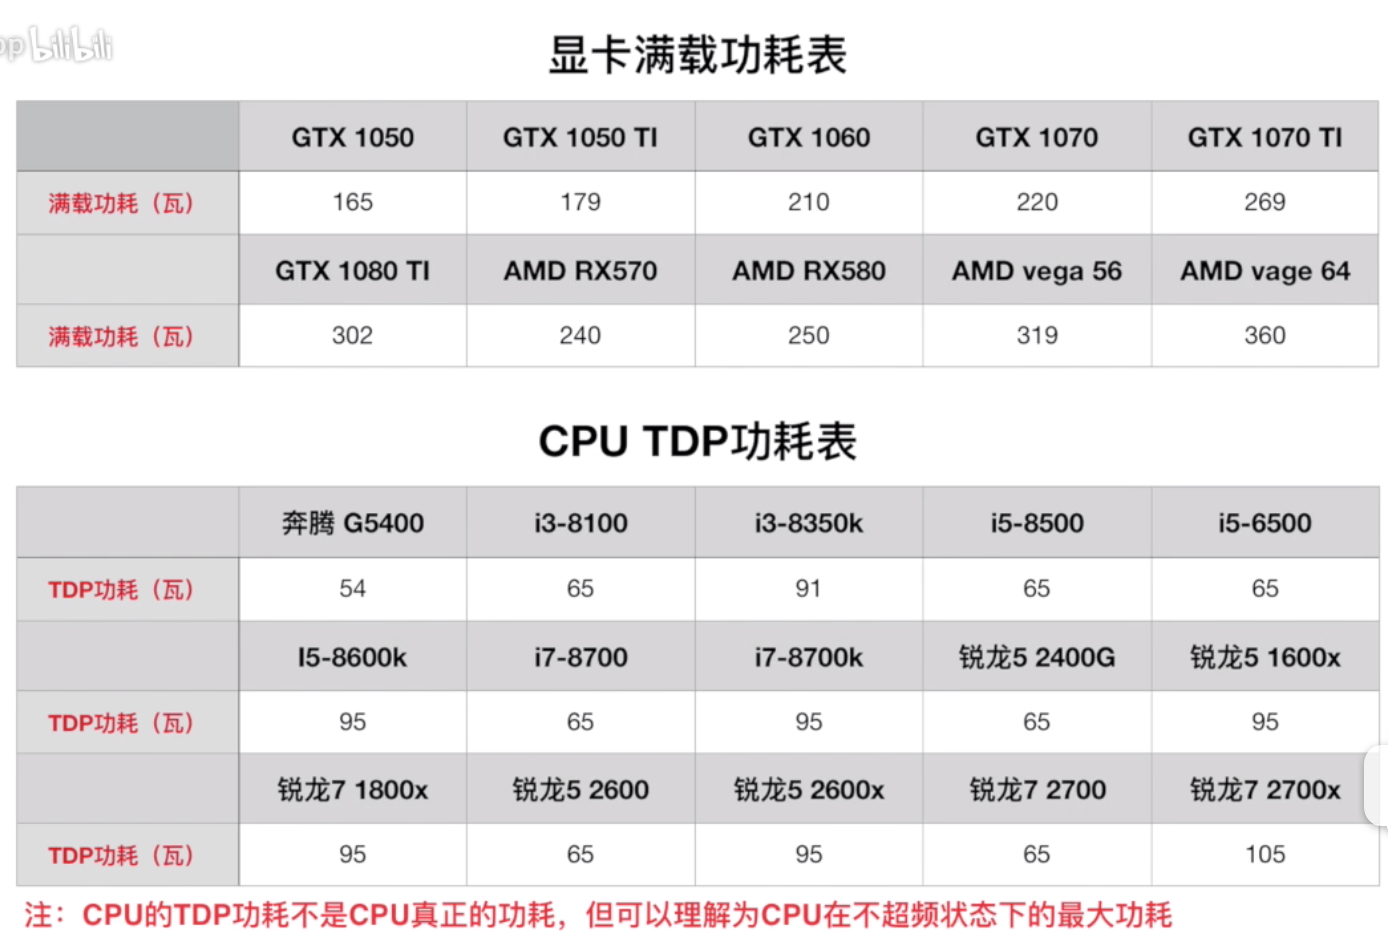 op bilibili
显卡满载功耗表
GTX 1050 GTX 1050 TI GTX 1060 GTX 1070 GTX 1070 TI
满载功耗（瓦） 165 179 210 220 269
GTX 1080 TI AMD RX570 AMD RX580 AMD vega 56 AMD vage 64
满载功耗（瓦） 302 240 250 319 360
CPU TDP功耗表
奔腾 G5400 i3-8100 i3-8350k i5-8500 i5-6500
TDP功耗（瓦） 54 65 91 65 65
I5-8600k i7-8700 i7-8700k 锐龙5 2400G 锐龙5 1600x
TDP功耗（瓦） 95 65 95 65 95
锐龙7 1800x 锐龙5 2600 锐龙5 2600x 锐龙7 2700 锐龙7 2700x
TDP功耗（瓦） 95 65 95 65 105
注：CPU的TDP功耗不是CPU真正的功耗，但可以理解为CPU在不超频状态下的最大功耗